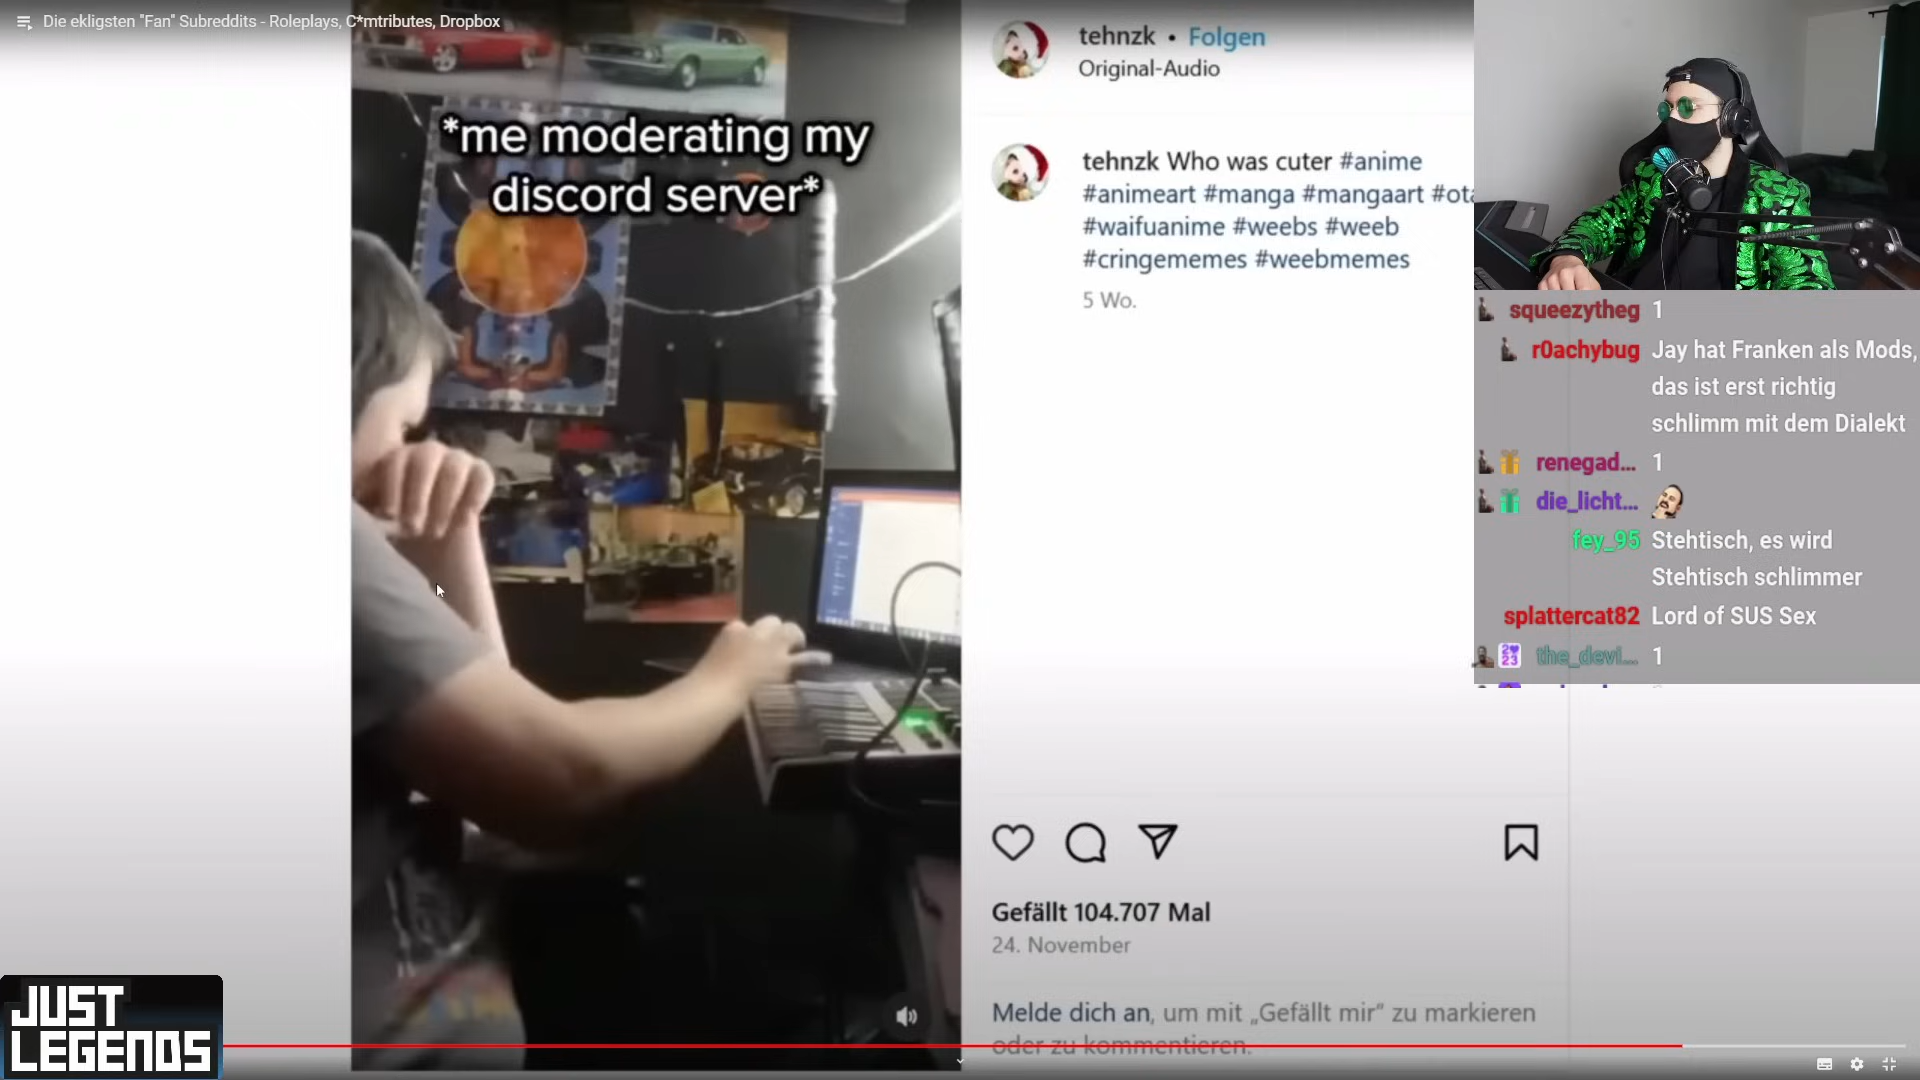 Die ekligsten "Fan" Subreddits - Roleplays, C*mtributes, Dropbox
*me moderating my
discord server*
tehnzk • Folgen
Original-Audio
tehnzk Who was cuter #anime
#animeart #manga #mangaart
#waifuanime #weebs #weeb
#cringememes #weebmemes
5 Wo.
Gefällt 104.707 Mal
24. November
Melde dich an, um mit „Gefällt mir“ zu markieren
oder zu kommentieren.
squeezytheg 1
r0achybug Jay hat Franken als Mods,
das ist erst richtig
schlimm mit dem Dialekt
renegad... 1
die_licht...
fey_95 Stehtisch, es wird
Stehtisch schlimmer
splattercat82 Lord of SUS Sex
the_devi... 1
JUST
LEGENDS